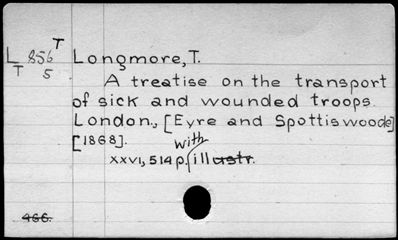 L 856 T Longmore, T.
T 5
A treatise on the transport
of sick and wounded troops.
London., [Eyre and Spottiswoode]
[1868].
with
xxvi, 514 p. illustr.
466.